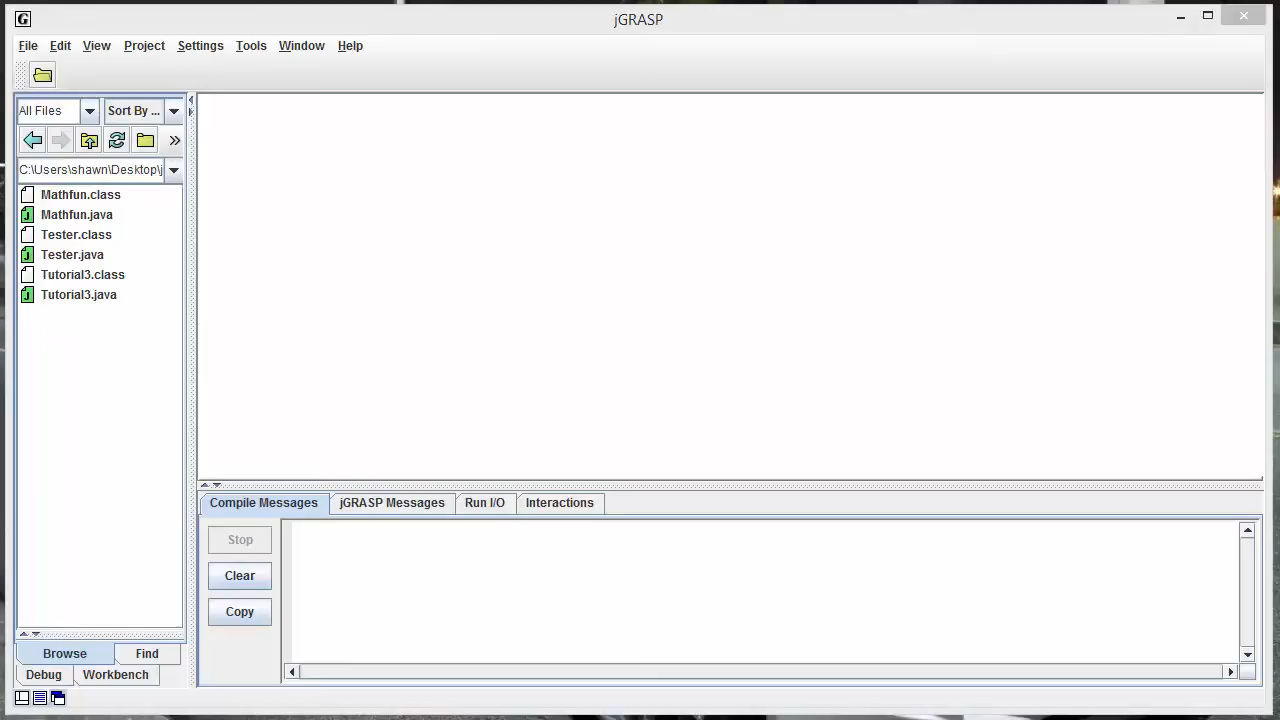 G
jGRASP
File Edit View Project Settings Tools Window Help
All Files Sort By ...
»
C:\Users\shawn\Desktop\j
Mathfun.class
J Mathfun.java
Tester.class
J Tester.java
Tutorial3.class
J Tutorial3.java
Compile Messages jGRASP Messages Run I/O Interactions
Stop
Clear
Copy
Browse Find
Debug Workbench